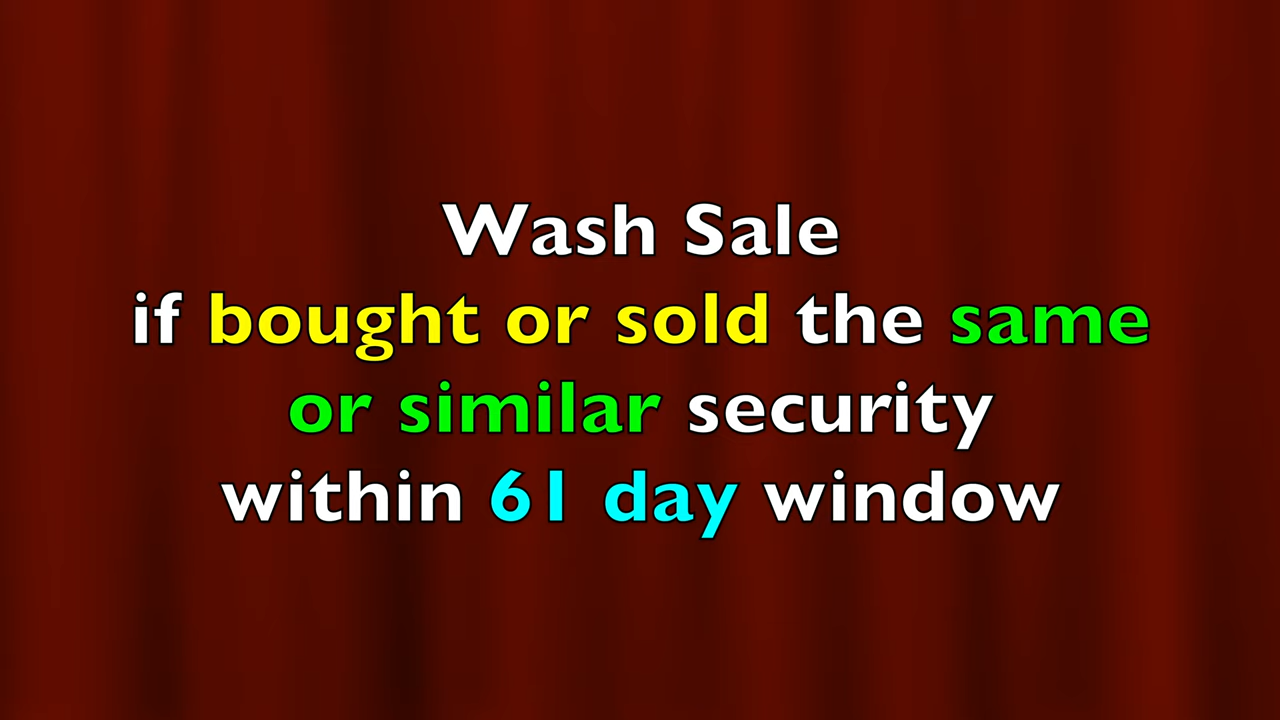 Wash Sale
if bought or sold the same
or similar security
within 61 day window